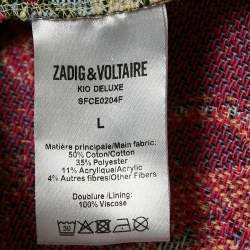 ZADIG & VOLTAIRE
KIO DELUXE
SFCE0204F
L
Matière principale/Main fabric:
50% Coton/Cotton
35% Polyester
11% Acrylique/Acrylic
4% Autres fibres/Other fibers
Doublure /Lining:
100% Viscose
30